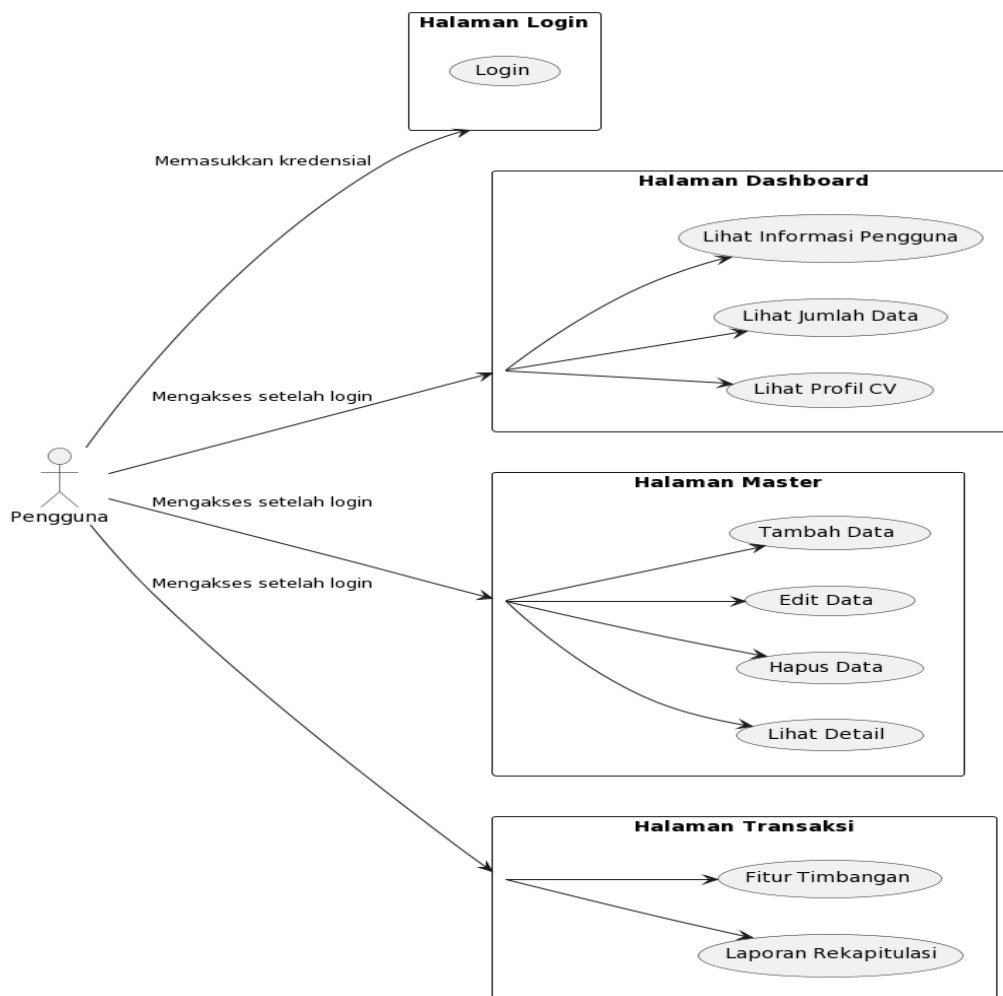 Halaman Login
Login
Memasukkan kredensial
Halaman Dashboard
Lihat Informasi Pengguna
Lihat Jumlah Data
Lihat Profil CV
Mengakses setelah login
Pengguna
Mengakses setelah login
Halaman Master
Tambah Data
Edit Data
Hapus Data
Lihat Detail
Mengakses setelah login
Halaman Transaksi
Fitur Timbangan
Laporan Rekapitulasi